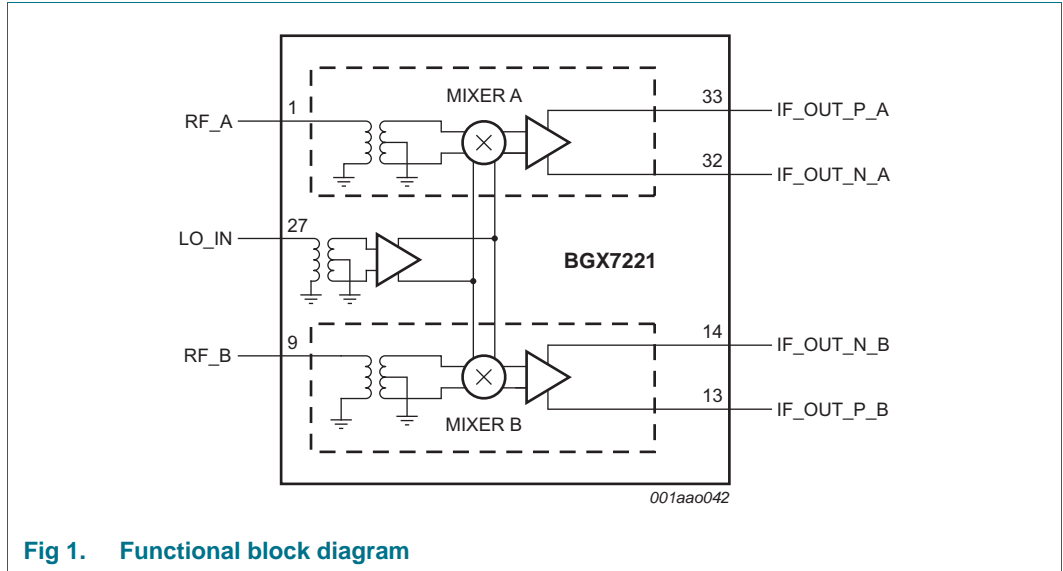 MIXER A
RF_A
1
33
IF_OUT_P_A
32
IF_OUT_N_A
LO_IN
27
BGX7221
RF_B
9
14
IF_OUT_N_B
13
IF_OUT_P_B
MIXER B
001aao042
Fig 1. Functional block diagram